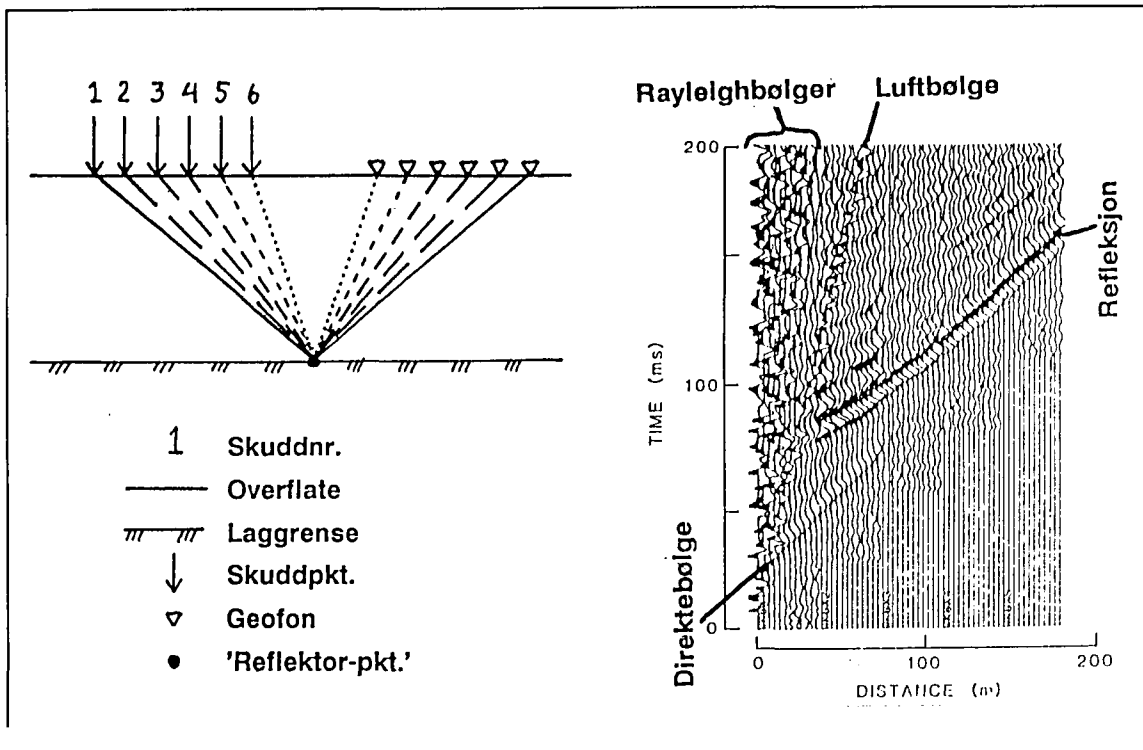 1 2 3 4 5 6
1 Skuddnr.
Overflate
Laggrense
Skuddpkt.
Geofon
'Reflektor-pkt.'
Rayleighbølger
Luftbølge
200
100
0
TIME (ms)
Direktebølge
Refleksjon
0 100 200
DISTANCE (m)